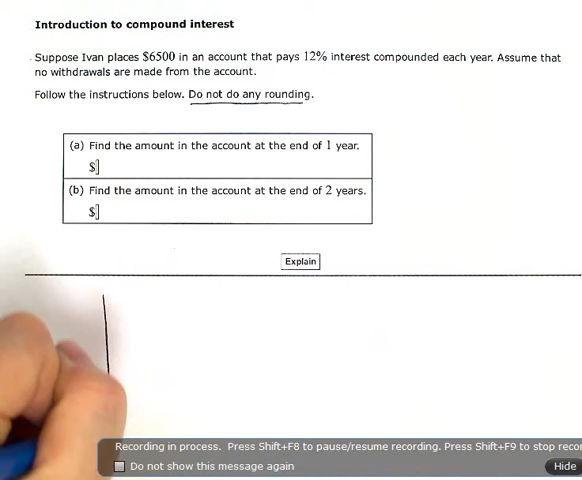 Introduction to compound interest
Suppose Ivan places $6500 in an account that pays 12% interest compounded each year. Assume that
no withdrawals are made from the account.
Follow the instructions below. Do not do any rounding.
(a) Find the amount in the account at the end of 1 year.
$
(b) Find the amount in the account at the end of 2 years.
$
Explain
Recording in process. Press Shift+F8 to pause/resume recording. Press Shift+F9 to stop recor
Do not show this message again
Hide